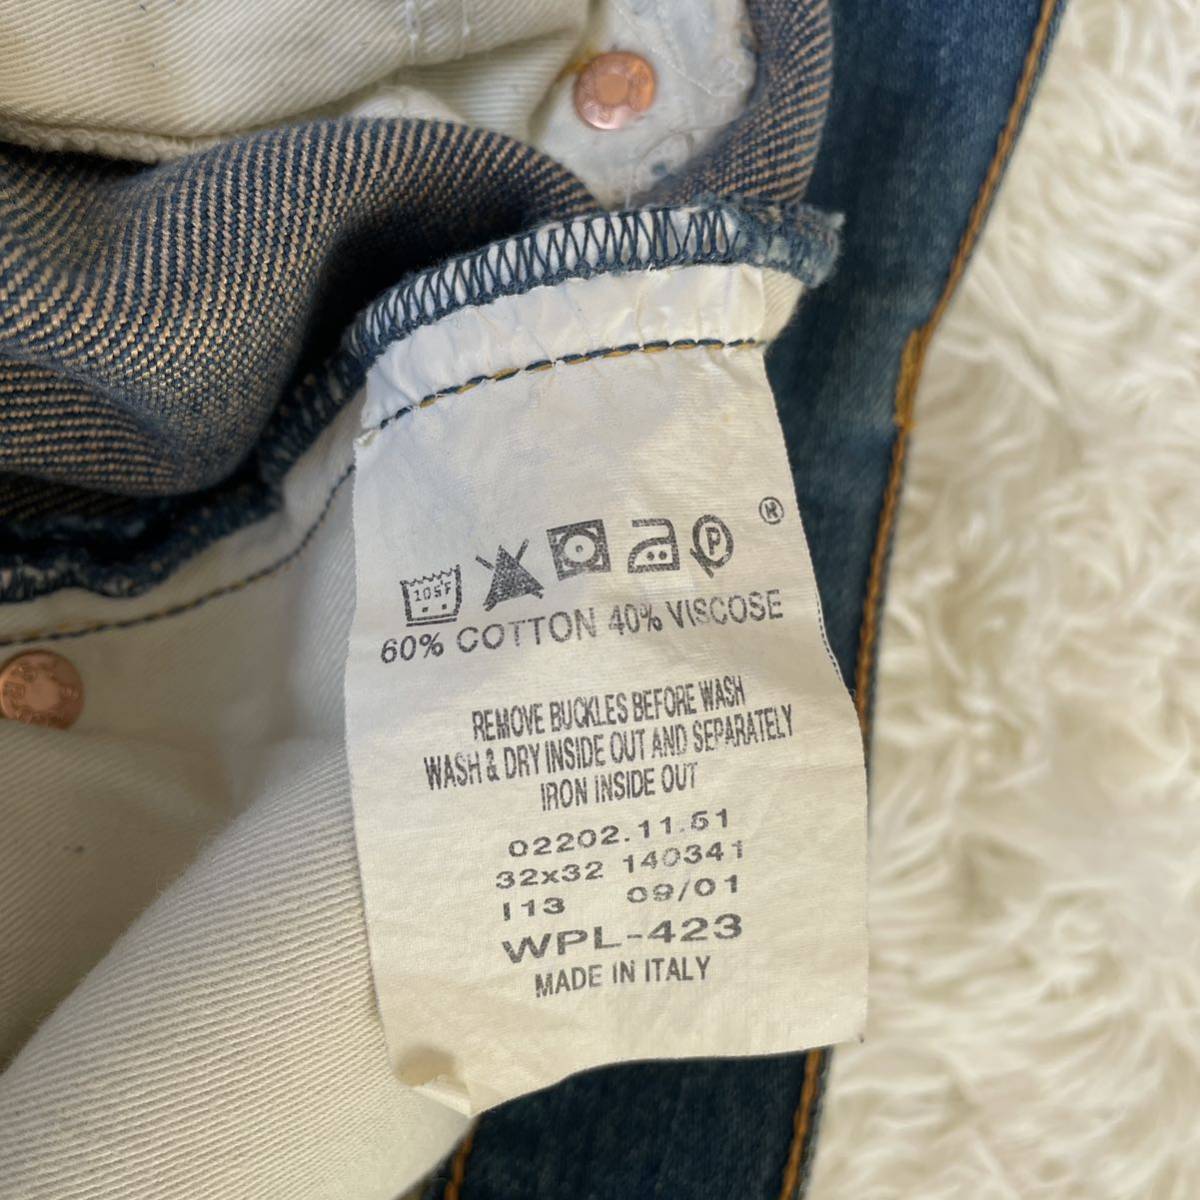 105°F P ®
60% COTTON 40% VISCOSE
REMOVE BUCKLES BEFORE WASH
WASH & DRY INSIDE OUT AND SEPARATELY
IRON INSIDE OUT
02202.11.51
32x32 140341
I13 09/01
WPL-423
MADE IN ITALY